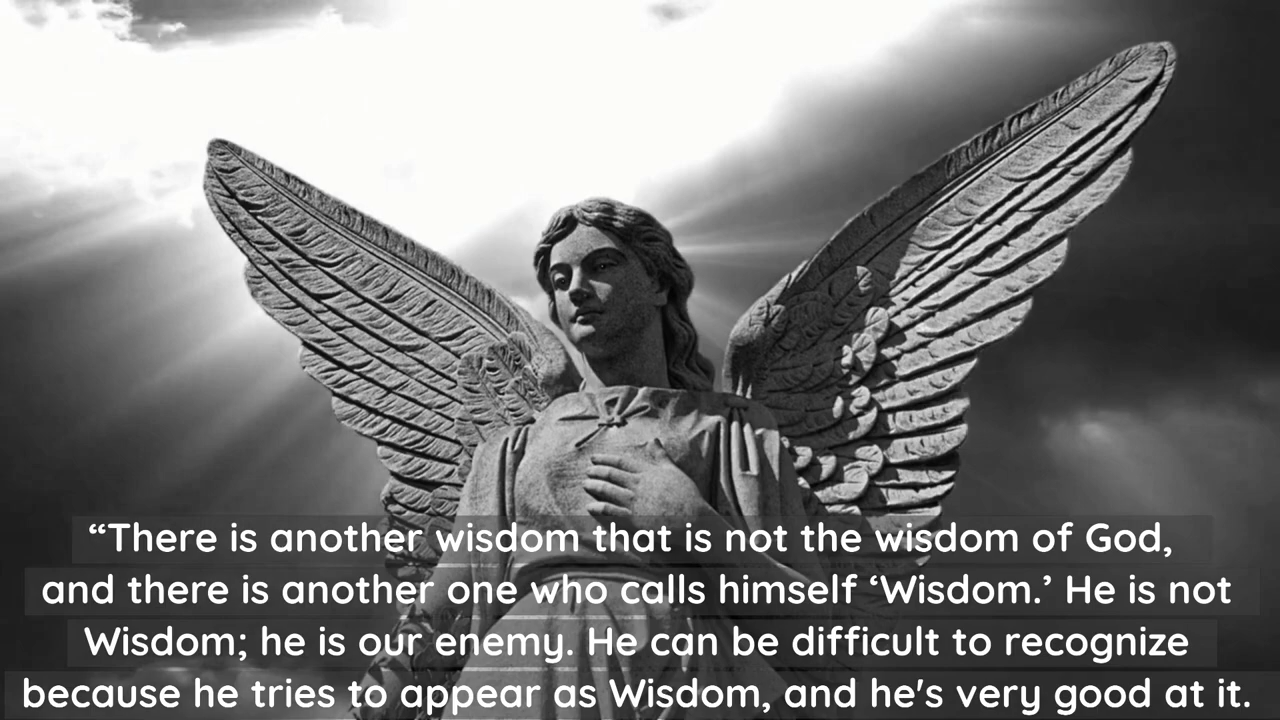 “There is another wisdom that is not the wisdom of God,
and there is another one who calls himself ‘Wisdom.’ He is not
Wisdom; he is our enemy. He can be difficult to recognize
because he tries to appear as Wisdom, and he's very good at it.